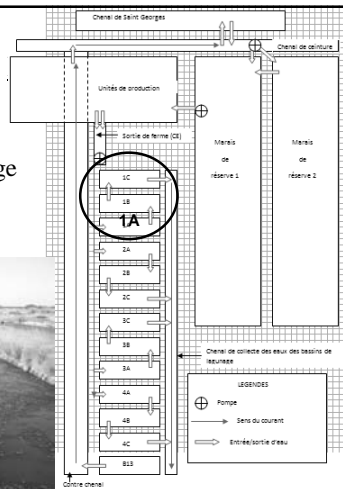 Chenal de Saint Georges
Chenal de ceinture
Unités de production
Sortie de ferme (CE)
Marais
de
réserve 1
Marais
de
réserve 2
ge
1C
1B
1A
2A
2B
2C
3C
3B
3A
4A
4B
4C
B13
Chenal de collecte des eaux des bassins de
lagunage
LEGENDES
Pompe
Sens du courant
Entrée/sortie d'eau
Contre chenal